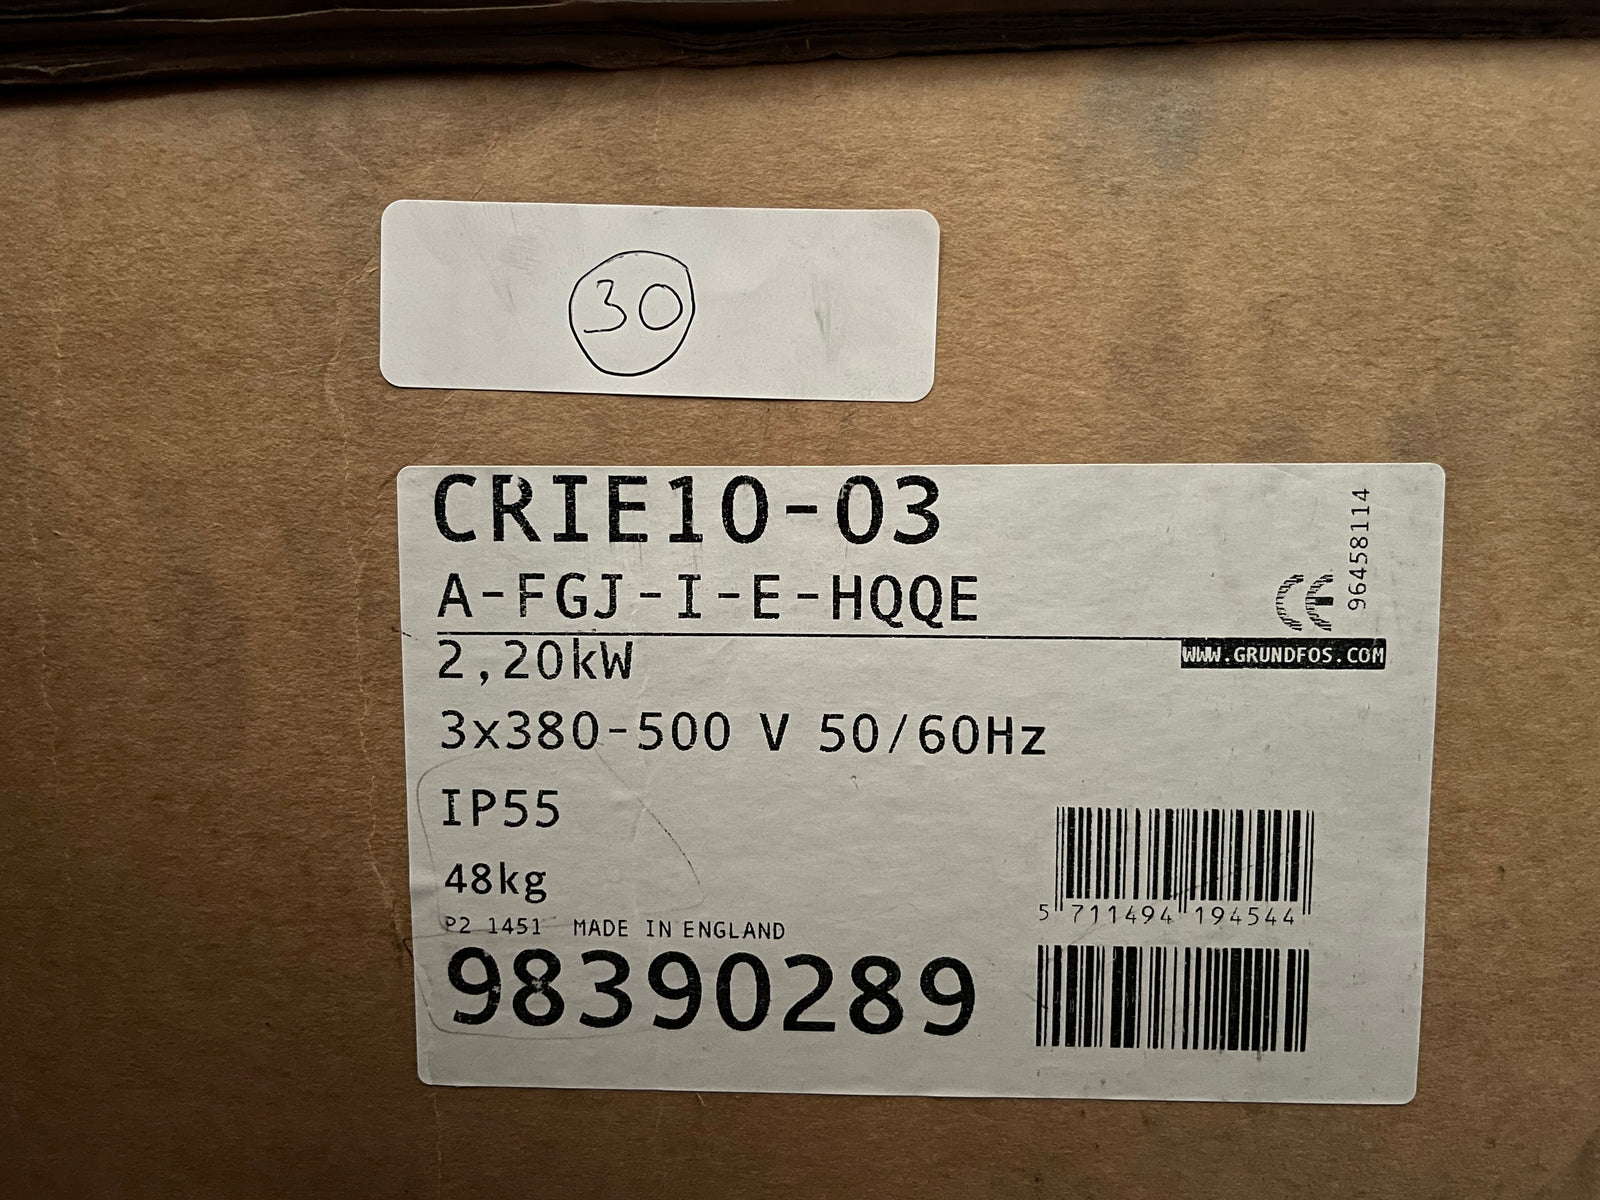 30
CRIE10-03
A-FGJ-I-E-HQQE
96458114
CE
WWW.GRUNDFOS.COM
2,20kW
3x380-500 V 50/60Hz
IP55
48kg
P2 1451 MADE IN ENGLAND
98390289
5 711494 194544